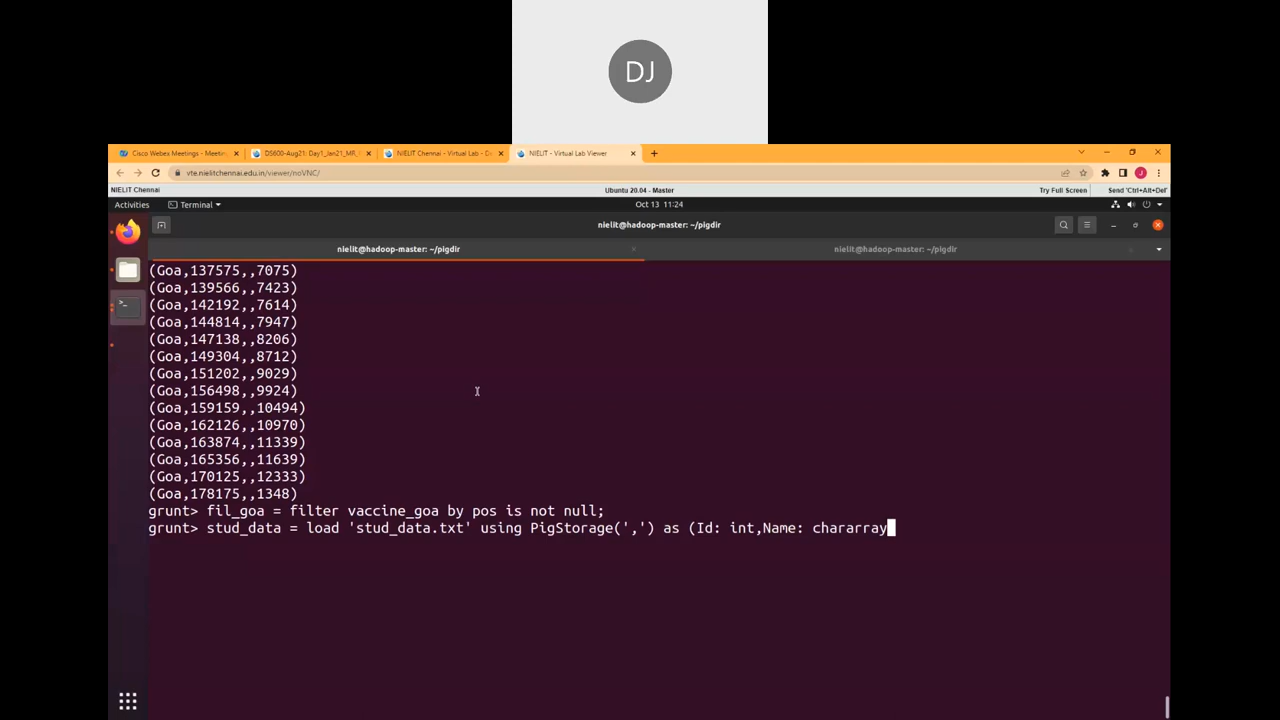 DJ
Cisco Webex Meetings - Meetin
DS600-Aug21: Day1_Jan21_MR_
NIELIT Chennai - Virtual Lab - D
NIELIT - Virtual Lab Viewer
vte.nielitchennai.edu.in/viewer/noVNC/
NIELIT Chennai Ubuntu 20.04 - Master Try Full Screen Send 'Ctrl+Alt+Del'
Activities Terminal Oct 13 11:24
nielit@hadoop-master: ~/pigdir
nielit@hadoop-master: ~/pigdir nielit@hadoop-master: ~/pigdir
(Goa,137575,,7075)
(Goa,139566,,7423)
(Goa,142192,,7614)
(Goa,144814,,7947)
(Goa,147138,,8206)
(Goa,149304,,8712)
(Goa,151202,,9029)
(Goa,156498,,9924)
(Goa,159159,,10494)
(Goa,162126,,10970)
(Goa,163874,,11339)
(Goa,165356,,11639)
(Goa,170125,,12333)
(Goa,178175,,1348)
grunt> fil_goa = filter vaccine_goa by pos is not null;
grunt> stud_data = load 'stud_data.txt' using PigStorage(',') as (Id: int,Name: chararray